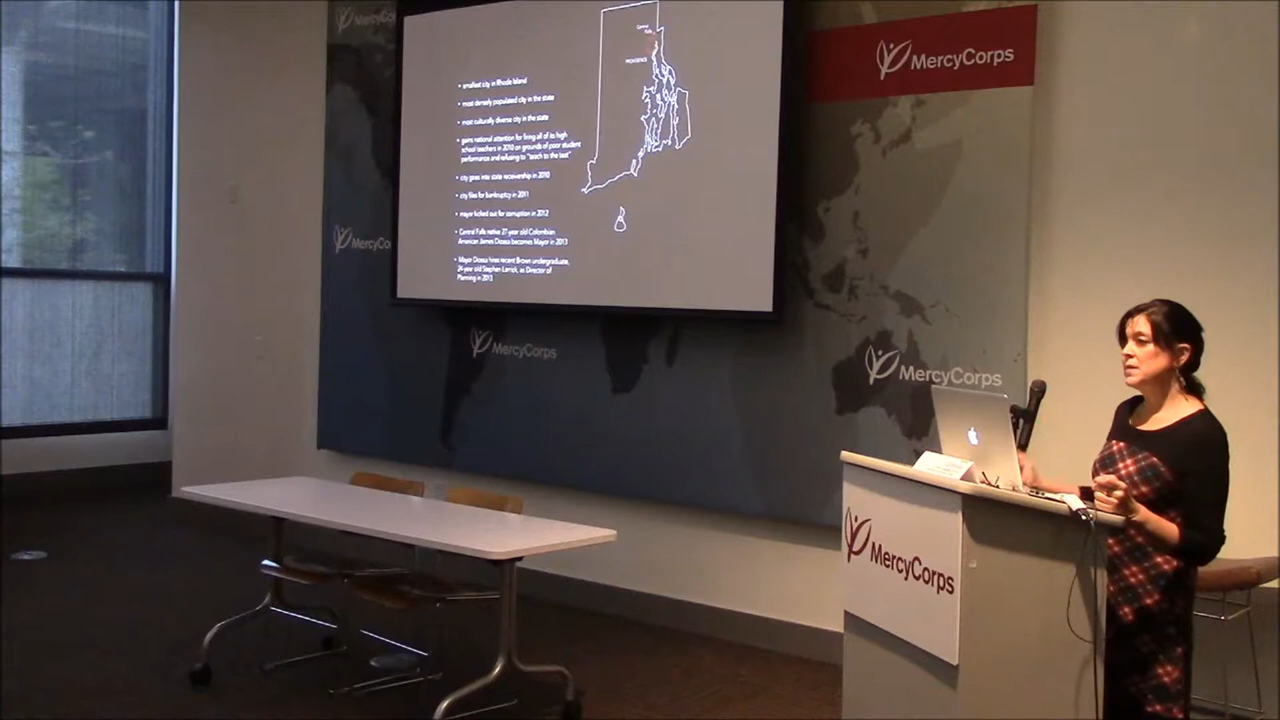 MercyCorps
• smallest city in Rhode Island
• most densely populated city in the state
• most culturally diverse city in the state
• gains national attention for firing all of its high
school teachers in 2010 on grounds of poor student
performance and refusing to "teach to the test"
• city goes into state receivership in 2010
• city files for bankruptcy in 2011
• mayor kicked out for corruption in 2012
• Central Falls native 27-year old Colombian
American James Diossa becomes Mayor in 2013
• Mayor Diossa hires recent Brown undergraduate,
24-year old Stephen Larrick, as Director of
Planning in 2013
Central
Falls
PROVIDENCE
MercyCorps
MercyCo
MercyCorps
MercyCorps
MercyCorps